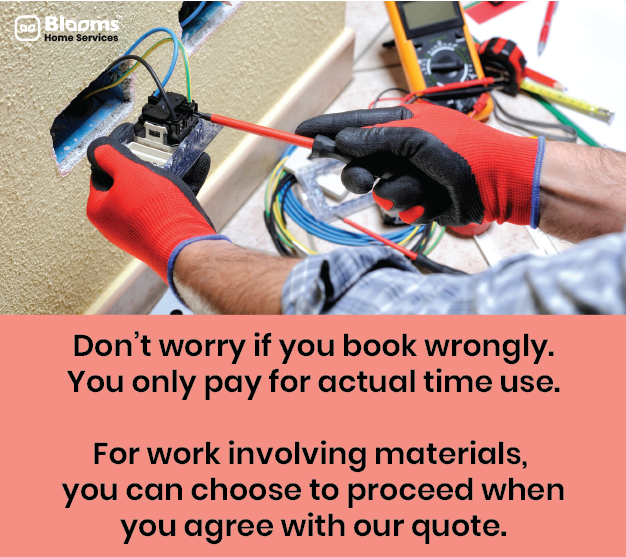 Blooms™
Home Services
Don't worry if you book wrongly.
You only pay for actual time use.
For work involving materials,
you can choose to proceed when
you agree with our quote.